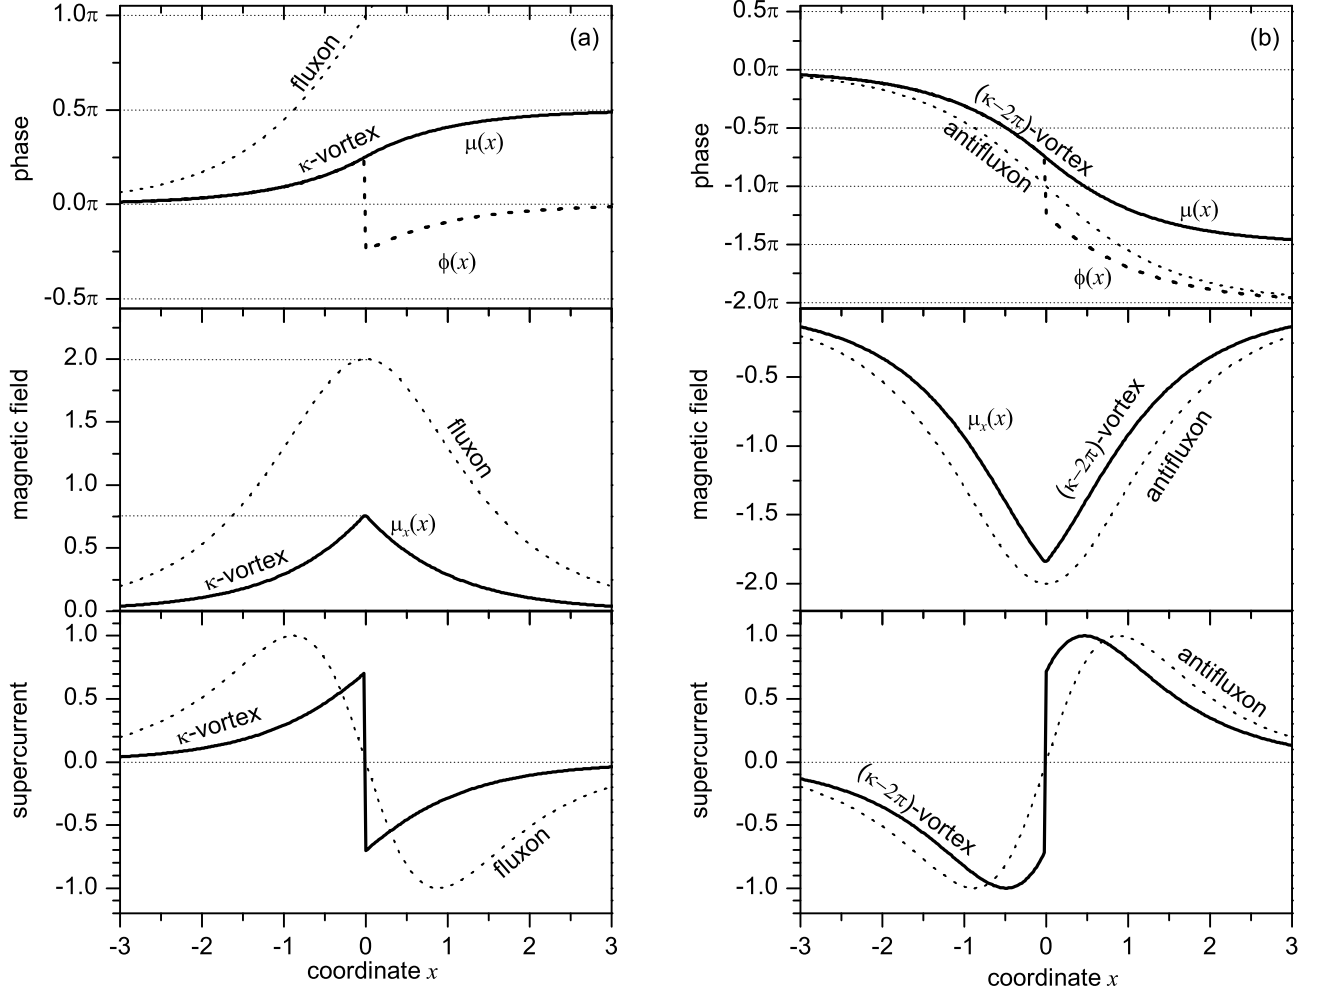 (a)
1.0π
0.5π
0.0π
-0.5π
phase
fluxon
κ-vortex
μ(x)
ϕ(x)
2.0
1.5
1.0
0.5
0.0
magnetic field
fluxon
κ-vortex
μx(x)
1.0
0.5
0.0
-0.5
-1.0
supercurrent
κ-vortex
fluxon
-3 -2 -1 0 1 2 3
coordinate x
(b)
0.5π
0.0π
-0.5π
-1.0π
-1.5π
-2.0π
phase
(κ−2π)-vortex
antifluxon
μ(x)
ϕ(x)
-0.5
-1.0
-1.5
-2.0
magnetic field
μx(x)
(κ−2π)-vortex
antifluxon
1.0
0.5
0.0
-0.5
-1.0
supercurrent
antifluxon
(κ−2π)-vortex
-3 -2 -1 0 1 2 3
coordinate x